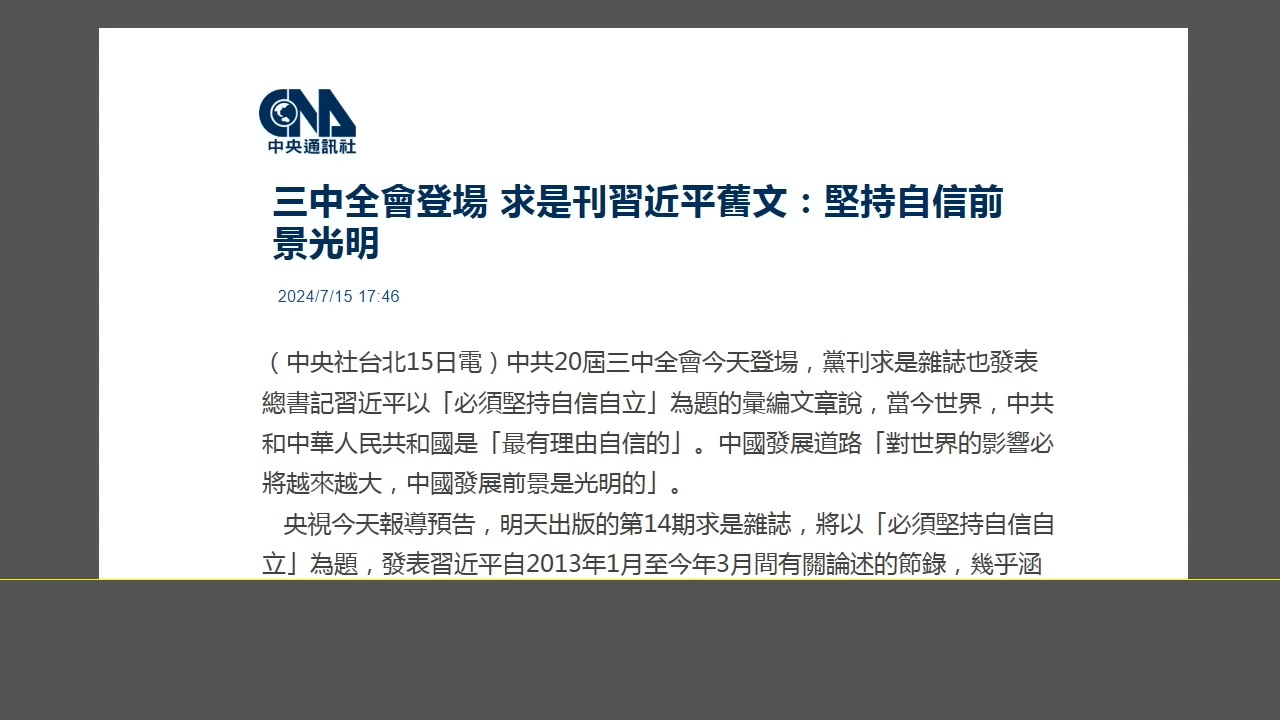 CNA
中央通訊社
三中全會登場 求是刊習近平舊文：堅持自信前
景光明
2024/7/15 17:46
（中央社台北15日電）中共20屆三中全會今天登場，黨刊求是雜誌也發表
總書記習近平以「必須堅持自信自立」為題的彙編文章說，當今世界，中共
和中華人民共和國是「最有理由自信的」。中國發展道路「對世界的影響必
將越來越大，中國發展前景是光明的」。
央視今天報導預告，明天出版的第14期求是雜誌，將以「必須堅持自信自
立」為題，發表習近平自2013年1月至今年3月間有關論述的節錄，幾乎涵